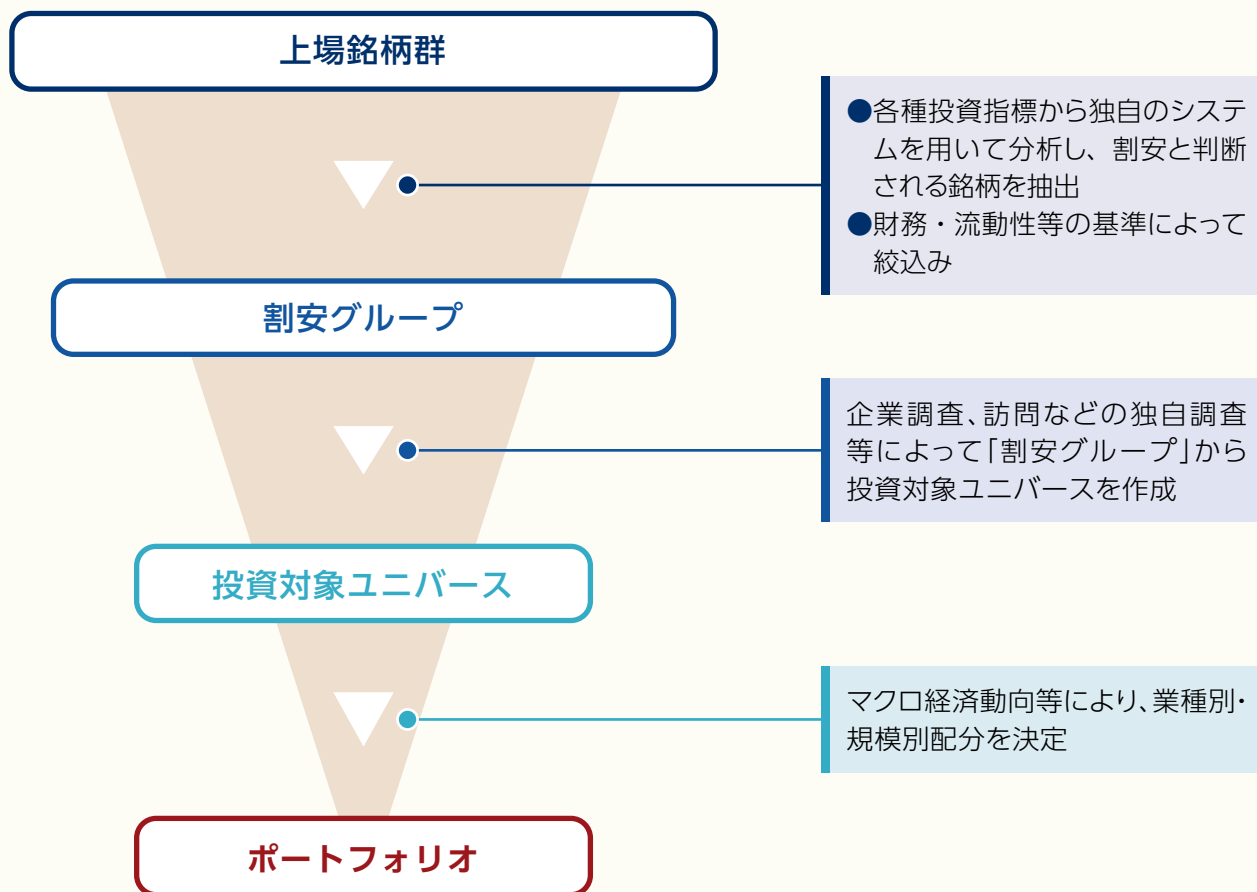 上場銘柄群
●各種投資指標から独自のシステ
ムを用いて分析し、割安と判断
される銘柄を抽出
●財務・流動性等の基準によって
絞込み
割安グループ
企業調査、訪問などの独自調査
等によって「割安グループ」から
投資対象ユニバースを作成
投資対象ユニバース
マクロ経済動向等により、業種別・
規模別配分を決定
ポートフォリオ